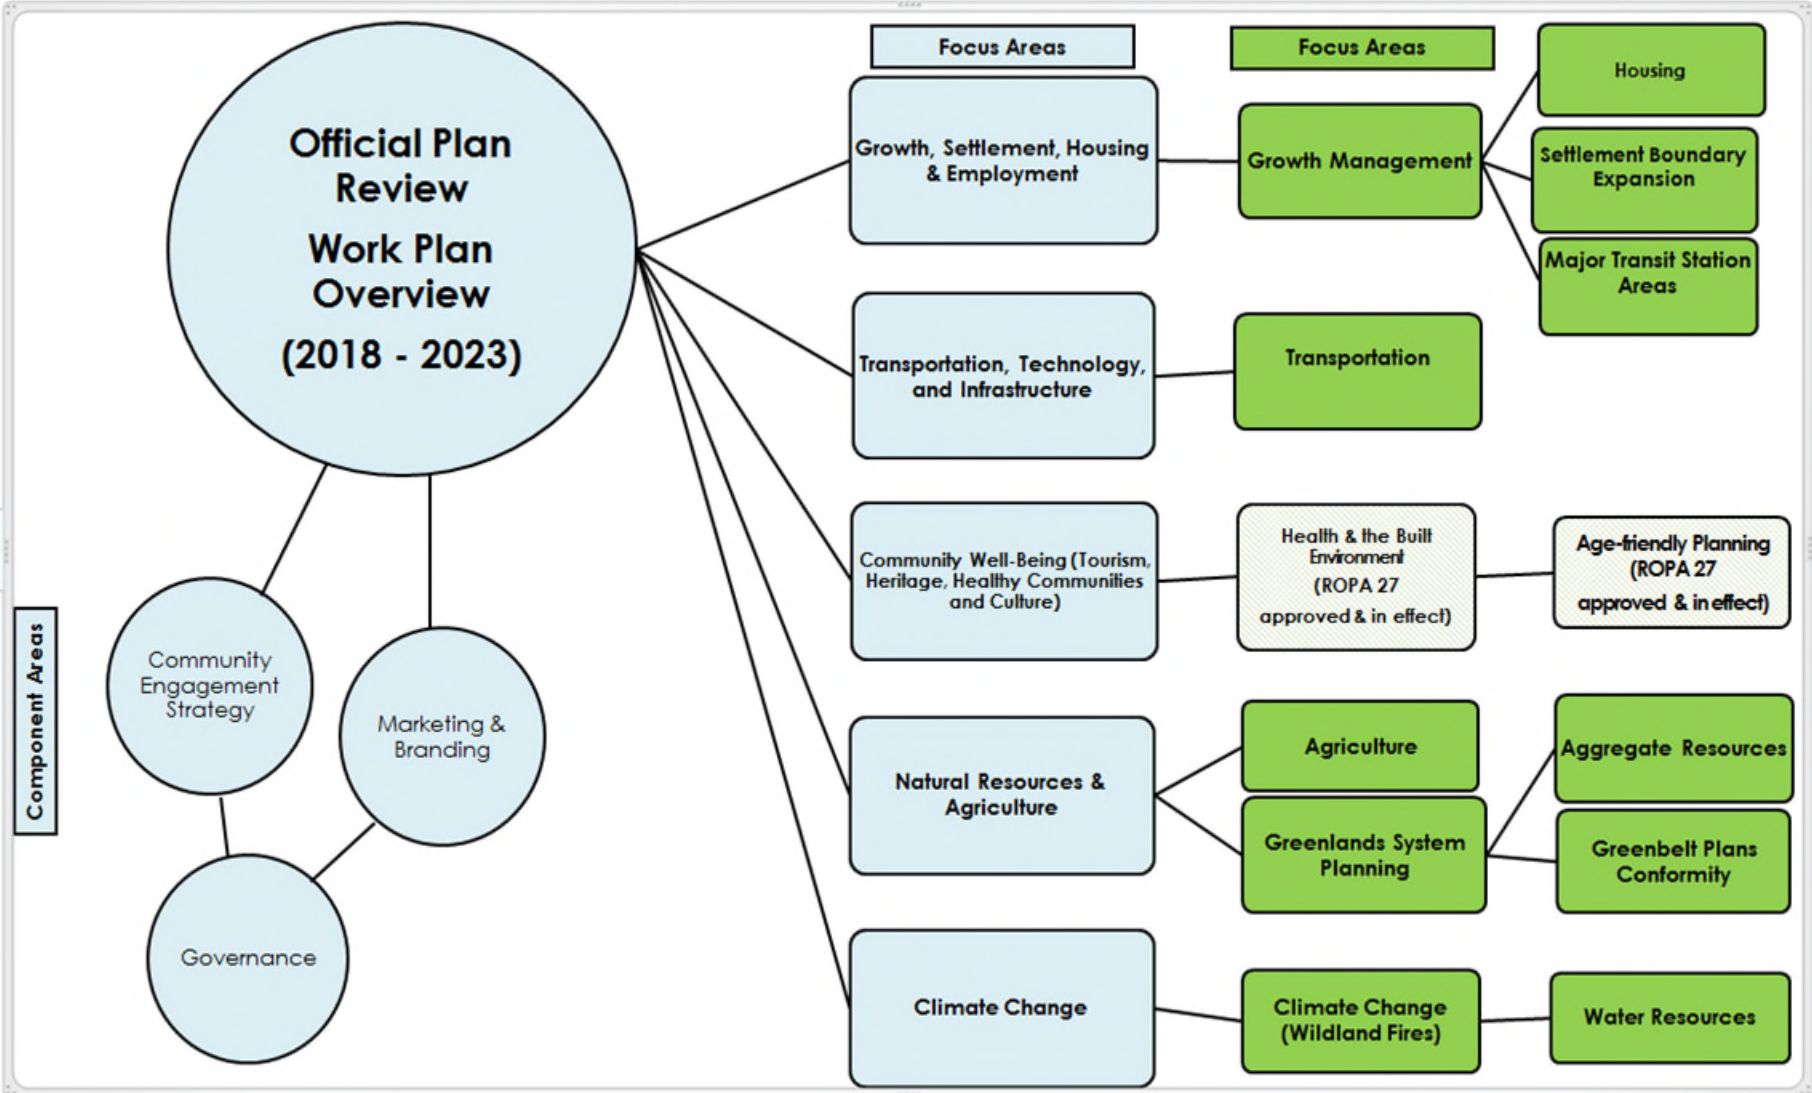 Official Plan
Review
Work Plan
Overview
(2018 - 2023)
Component Areas
Community
Engagement
Strategy
Marketing &
Branding
Governance
Focus Areas
Growth, Settlement, Housing
& Employment
Transportation, Technology,
and Infrastructure
Community Well-Being (Tourism,
Heritage, Healthy Communities
and Culture)
Natural Resources &
Agriculture
Climate Change
Focus Areas
Growth Management
Transportation
Health & the Built
Environment
(ROPA 27
approved & in effect)
Agriculture
Greenlands System
Planning
Climate Change
(Wildland Fires)
Housing
Settlement Boundary
Expansion
Major Transit Station
Areas
Age-friendly Planning
(ROPA 27
approved & in effect)
Aggregate Resources
Greenbelt Plans
Conformity
Water Resources